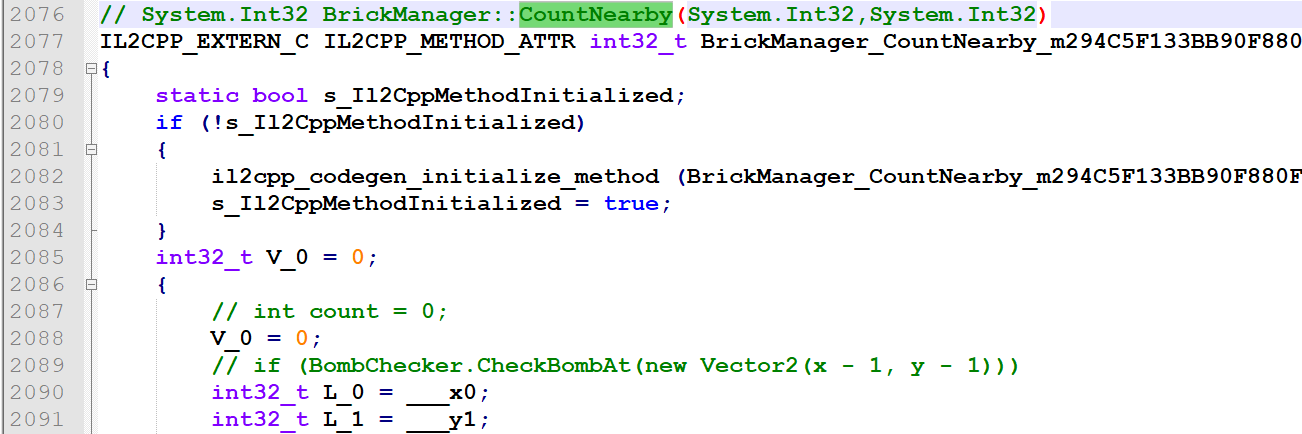 2076 // System.Int32 BrickManager::CountNearby(System.Int32,System.Int32)
2077 IL2CPP_EXTERN_C IL2CPP_METHOD_ATTR int32_t BrickManager_CountNearby_m294C5F133BB90F880
2078 {
2079 static bool s_Il2CppMethodInitialized;
2080 if (!s_Il2CppMethodInitialized)
2081 {
2082 il2cpp_codegen_initialize_method (BrickManager_CountNearby_m294C5F133BB90F880F
2083 s_Il2CppMethodInitialized = true;
2084 }
2085 int32_t V_0 = 0;
2086 {
2087 // int count = 0;
2088 V_0 = 0;
2089 // if (BombChecker.CheckBombAt(new Vector2(x - 1, y - 1)))
2090 int32_t L_0 = ___x0;
2091 int32_t L_1 = ___y1;